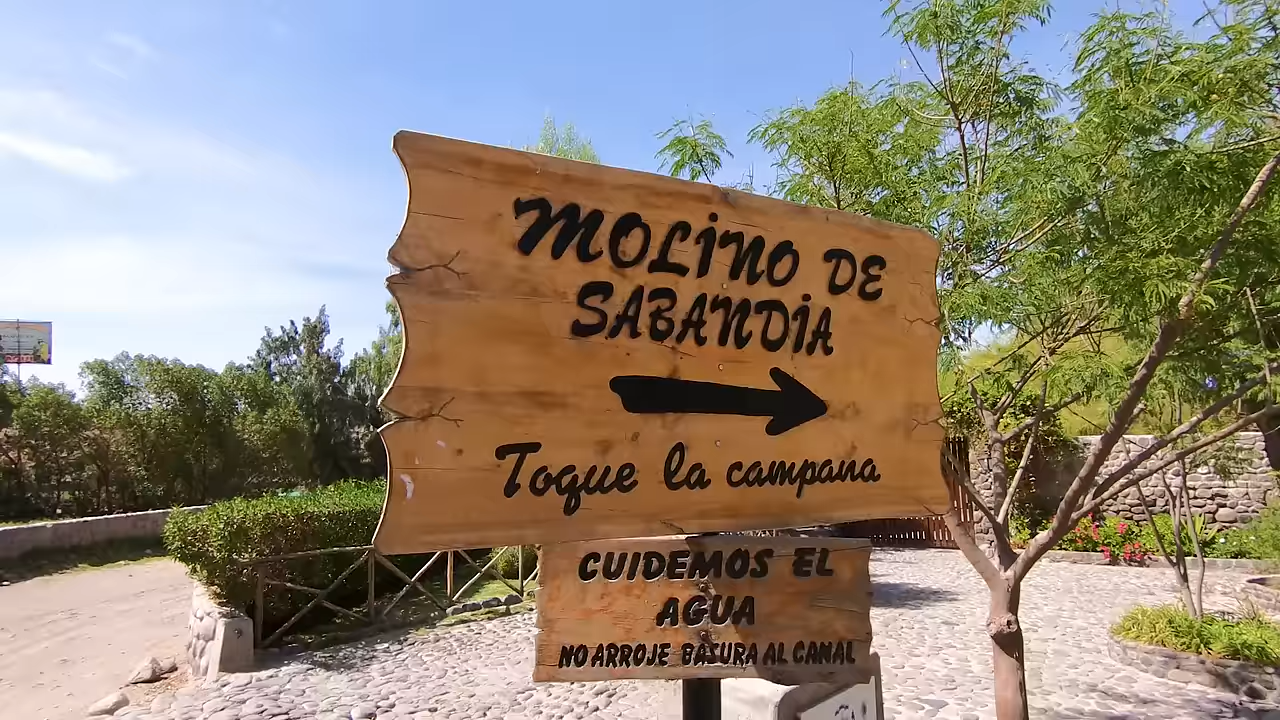 MOLINO DE
SABANDIA
Toque la campana
CUIDEMOS EL
AGUA
NO ARROJE BASURA AL CANAL